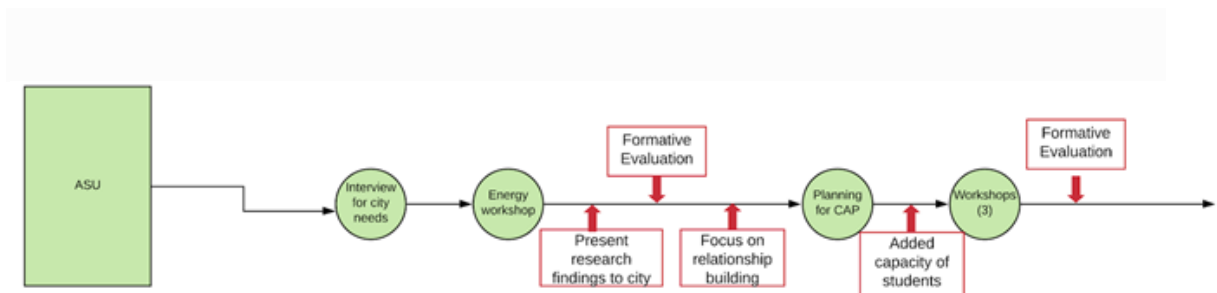 ASU
Interview
for city
needs
Energy
workshop
Formative
Evaluation
Present
research
findings to city
Focus on
relationship
building
Planning
for CAP
Added
capacity of
students
Workshops
(3)
Formative
Evaluation